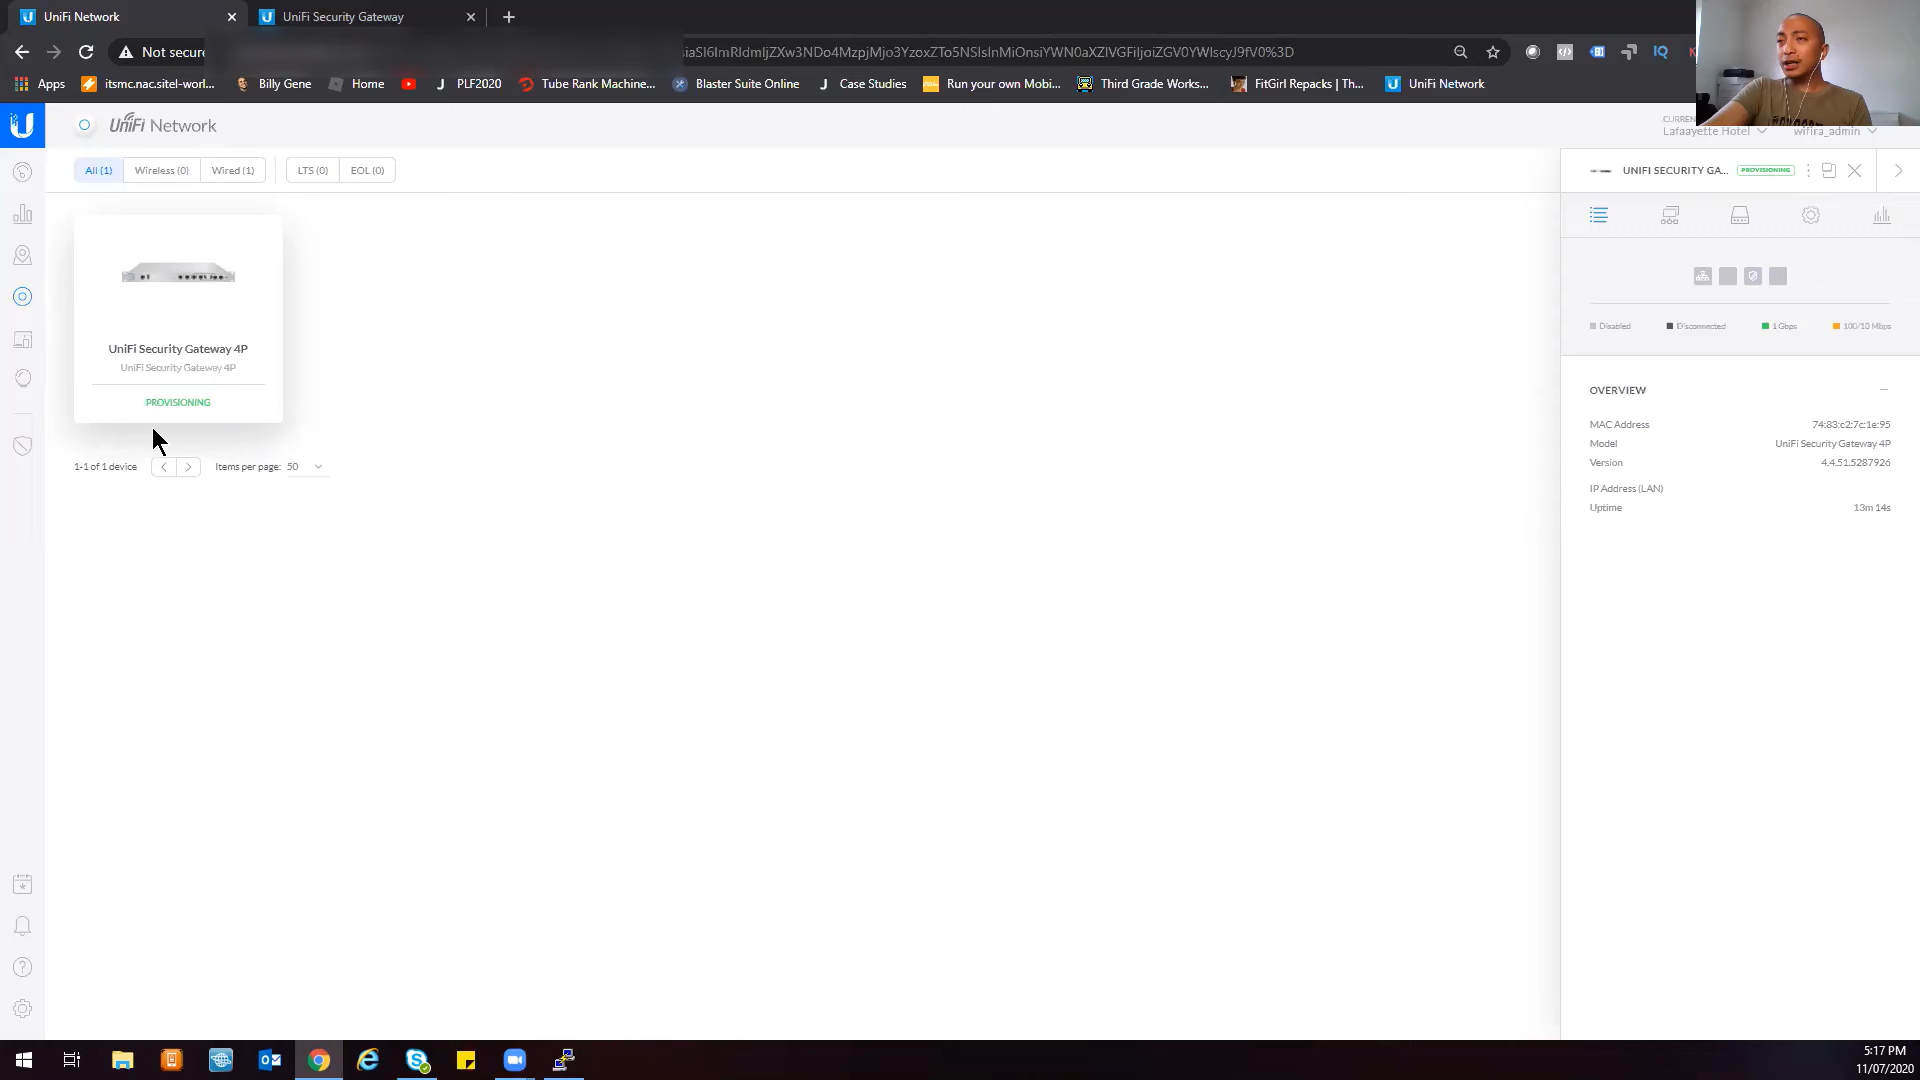 UniFi Network
UniFi Security Gateway
Not secure
Apps
itsmc.nac.sitel-worl...
Billy Gene
Home
PLF2020
Tube Rank Machine...
Blaster Suite Online
Case Studies
Run your own Mobi...
Third Grade Works...
FitGirl Repacks | Th...
UniFi Network
UniFi Network
Lafaayette Hotel
wifira_admin
All (1)
Wireless (0)
Wired (1)
LTS (0)
EOL (0)
UNIFI SECURITY GA...
PROVISIONING
UniFi Security Gateway 4P
UniFi Security Gateway 4P
PROVISIONING
1-1 of 1 device
Items per page: 50
Disabled
Disconnected
1 Gbps
100/10 Mbps
OVERVIEW
MAC Address 74:83:c2:7c:1e:95
Model UniFi Security Gateway 4P
Version 4.4.51.5287926
IP Address (LAN)
Uptime 13m 14s
5:17 PM
11/07/2020